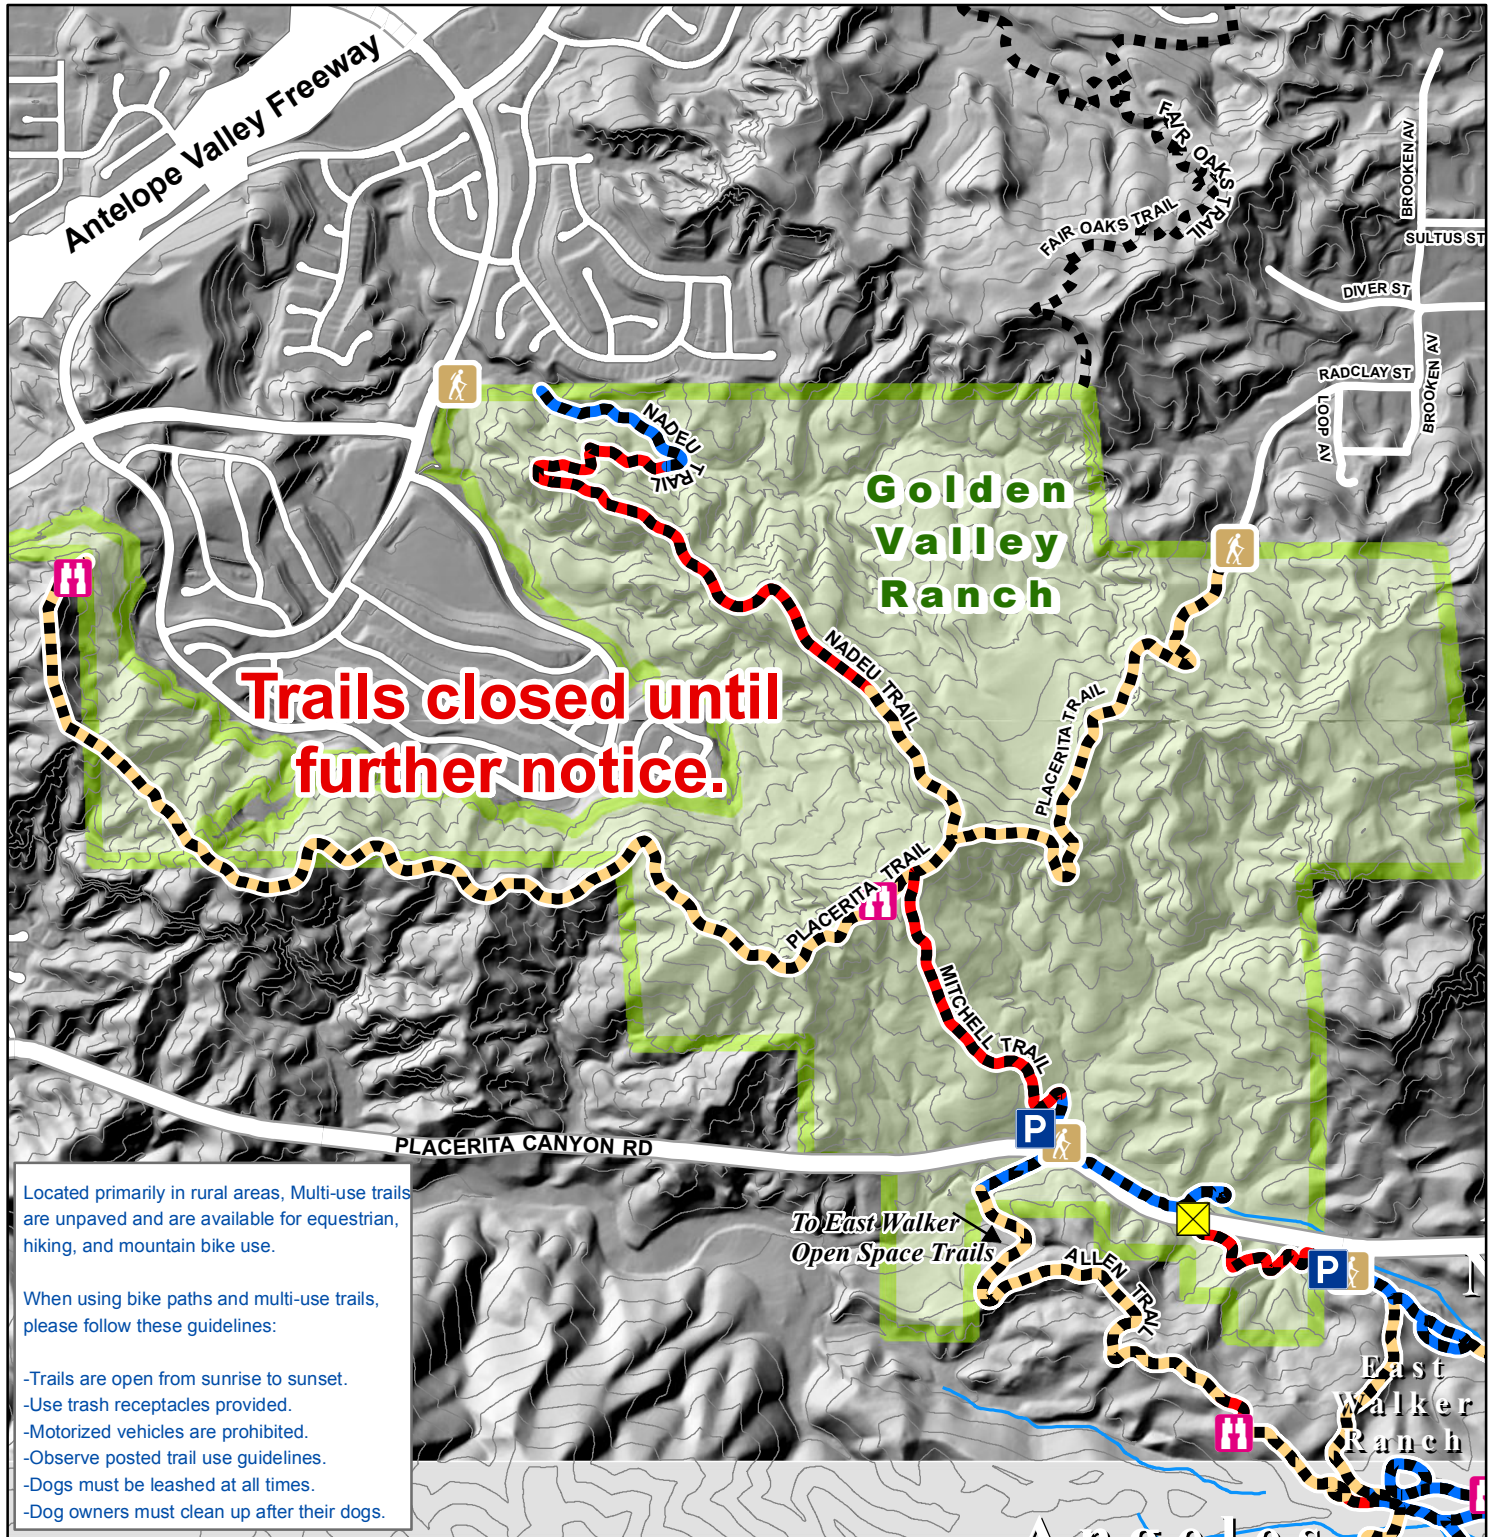 Antelope Valley Freeway
FAIR OAKS TRAIL
FAIR OAKS TRAIL
BROOKEN AV
SULTUS ST
DIVER ST
RADCLAY ST
LOOP AV
BROOKEN AV
NADEU TRAIL
Golden
Valley
Ranch
NADEU TRAIL
PLACERITA TRAIL
Trails closed until
further notice.
PLACERITA TRAIL
MITCHELL TRAIL
P
PLACERITA CANYON RD
To East Walker
Open Space Trails
ALLEN TRAIL
P
N
East
Walker
Ranch
Located primarily in rural areas, Multi-use trails
are unpaved and are available for equestrian,
hiking, and mountain bike use.
When using bike paths and multi-use trails,
please follow these guidelines:
-Trails are open from sunrise to sunset.
-Use trash receptacles provided.
-Motorized vehicles are prohibited.
-Observe posted trail use guidelines.
-Dogs must be leashed at all times.
-Dog owners must clean up after their dogs.